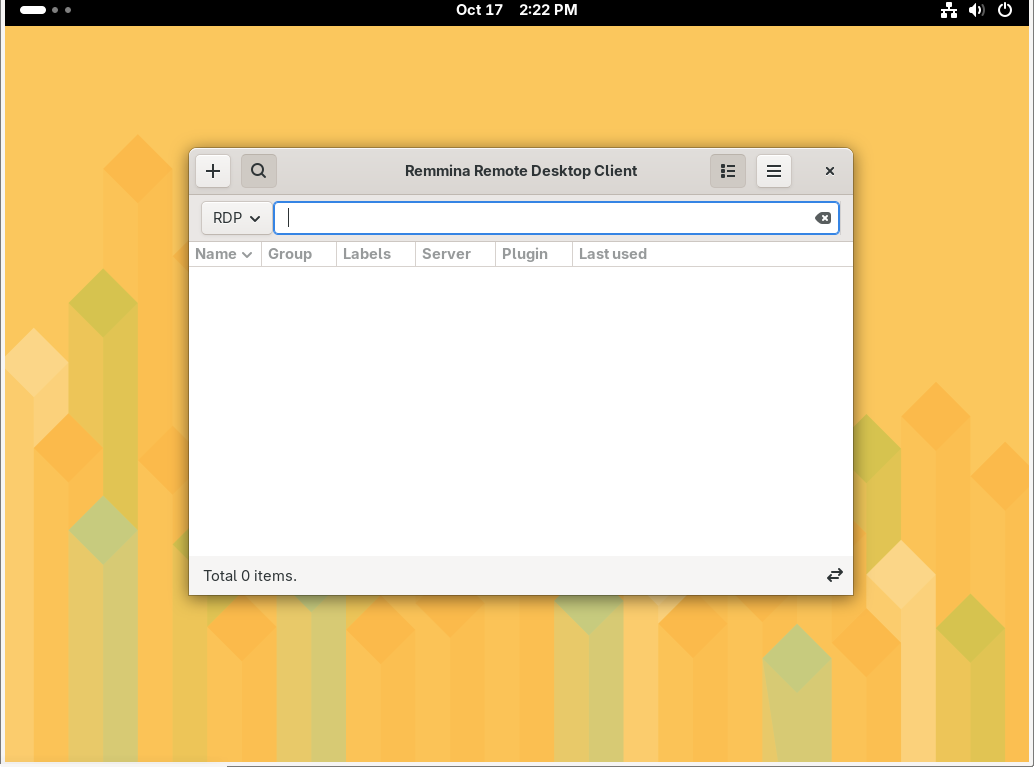 Oct 17 2:22 PM
Remmina Remote Desktop Client
RDP
Name Group Labels Server Plugin Last used
Total 0 items.